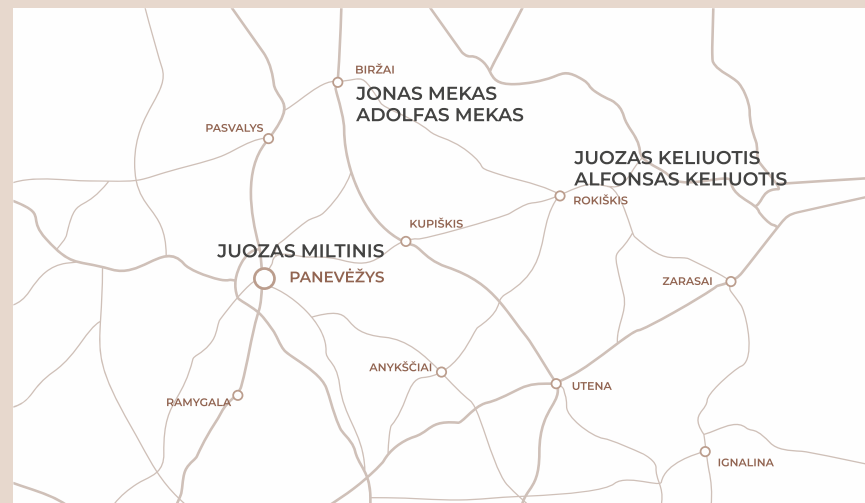 BIRŽAI
JONAS MEKAS
ADOLFAS MEKAS
PASVALYS
JUOZAS KELIUOTIS
ALFONSAS KELIUOTIS
ROKIŠKIS
KUPIŠKIS
JUOZAS MILTINIS
PANEVĖŽYS
ZARASAI
ANYKŠČIAI
UTENA
RAMYGALA
IGNALINA